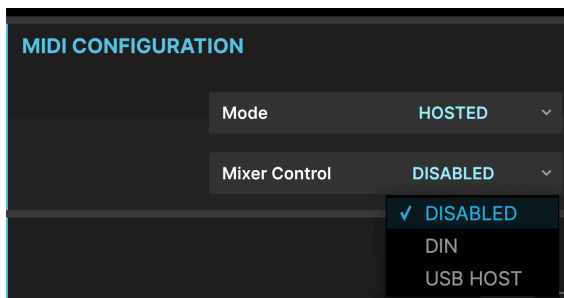 MIDI CONFIGURATION
Mode HOSTED
Mixer Control DISABLED
✓ DISABLED
DIN
USB HOST